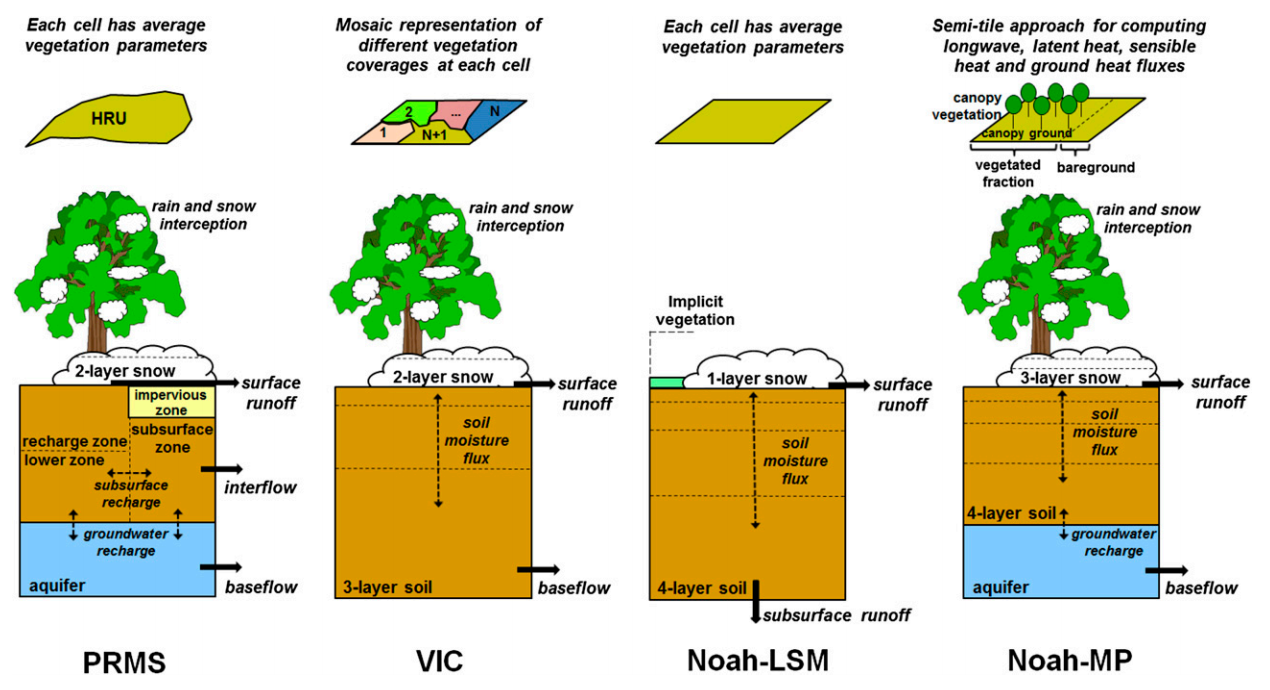 Each cell has average
vegetation parameters
HRU
rain and snow
interception
2-layer snow
surface
runoff
impervious
zone
subsurface
zone
recharge zone
lower zone
subsurface
recharge
interflow
groundwater
recharge
aquifer
baseflow
PRMS
Mosaic representation of
different vegetation
coverages at each cell
1
2
...
N
N+1
rain and snow
interception
2-layer snow
surface
runoff
soil
moisture
flux
3-layer soil
baseflow
VIC
Each cell has average
vegetation parameters
Implicit
vegetation
1-layer snow
surface
runoff
soil
moisture
flux
4-layer soil
subsurface runoff
Noah-LSM
Semi-tile approach for computing
longwave, latent heat, sensible
heat and ground heat fluxes
canopy
vegetation
canopy ground
vegetated
fraction
bareground
rain and snow
interception
3-layer snow
surface
runoff
soil
moisture
flux
4-layer soil
groundwater
recharge
aquifer
baseflow
Noah-MP